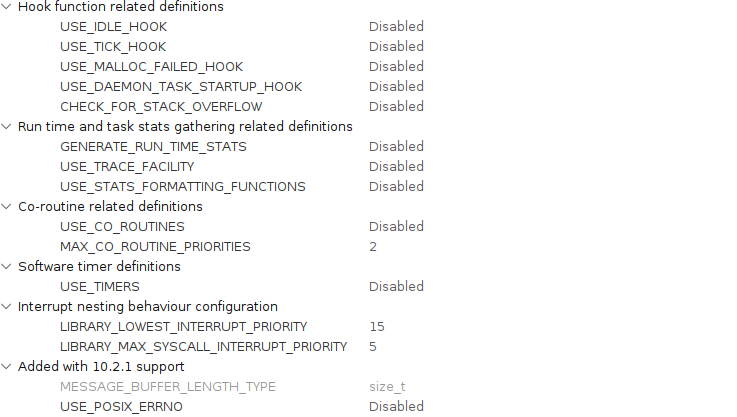 Hook function related definitions
USE_IDLE_HOOK Disabled
USE_TICK_HOOK Disabled
USE_MALLOC_FAILED_HOOK Disabled
USE_DAEMON_TASK_STARTUP_HOOK Disabled
CHECK_FOR_STACK_OVERFLOW Disabled
Run time and task stats gathering related definitions
GENERATE_RUN_TIME_STATS Disabled
USE_TRACE_FACILITY Disabled
USE_STATS_FORMATTING_FUNCTIONS Disabled
Co-routine related definitions
USE_CO_ROUTINES Disabled
MAX_CO_ROUTINE_PRIORITIES 2
Software timer definitions
USE_TIMERS Disabled
Interrupt nesting behaviour configuration
LIBRARY_LOWEST_INTERRUPT_PRIORITY 15
LIBRARY_MAX_SYSCALL_INTERRUPT_PRIORITY 5
Added with 10.2.1 support
MESSAGE_BUFFER_LENGTH_TYPE size_t
USE_POSIX_ERRNO Disabled